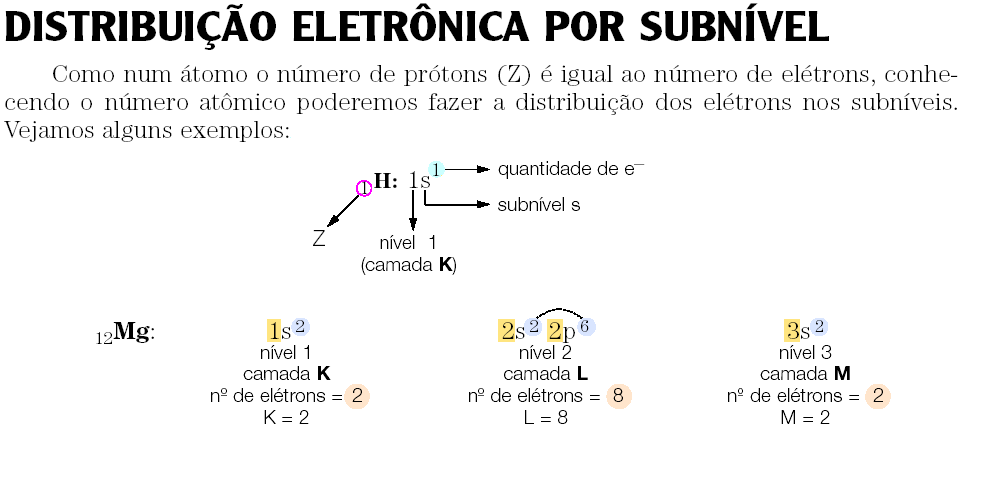 DISTRIBUIÇÃO ELETRÔNICA POR SUBNÍVEL
Como num átomo o número de prótons (Z) é igual ao número de elétrons, conhe-
cendo o número atômico poderemos fazer a distribuição dos elétrons nos subníveis.
Vejamos alguns exemplos:
₁H: 1s¹ quantidade de e⁻
subnível s
Z nível 1
(camada K)
₁₂Mg: 1s² 2s² 2p⁶ 3s²
nível 1 nível 2 nível 3
camada K camada L camada M
nº de elétrons = 2 nº de elétrons = 8 nº de elétrons = 2
K = 2 L = 8 M = 2